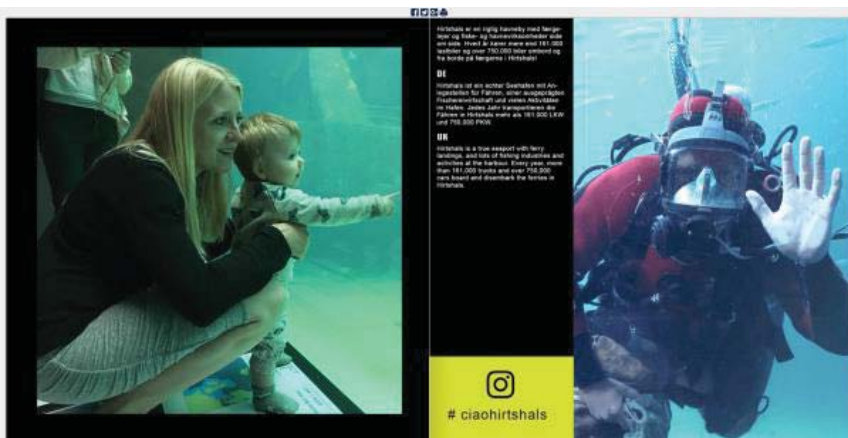 Hirtshals er en rigtig havneby med færge-
lejer og fiske- og havnevirksomheder side
om side. Hvert år kører mere end 161.000
lastbiler og over 750.000 biler ombord og
fra borde på færgerne i Hirtshals!
DE
Hirtshals ist ein echter Seehafen mit An-
legestellen für Fähren, einer ausgeprägten
Fischereiwirtschaft und vielen Aktivitäten
im Hafen. Jedes Jahr transportieren die
Fähren in Hirtshals mehr als 161.000 LKW
und 750.000 PKW.
UK
Hirtshals is a true seaport with ferry
landings, and lots of fishing industries and
activities at the harbour. Every year, more
than 161,000 trucks and over 750,000
cars board and disembark the ferries in
Hirtshals.
# ciaohirtshals